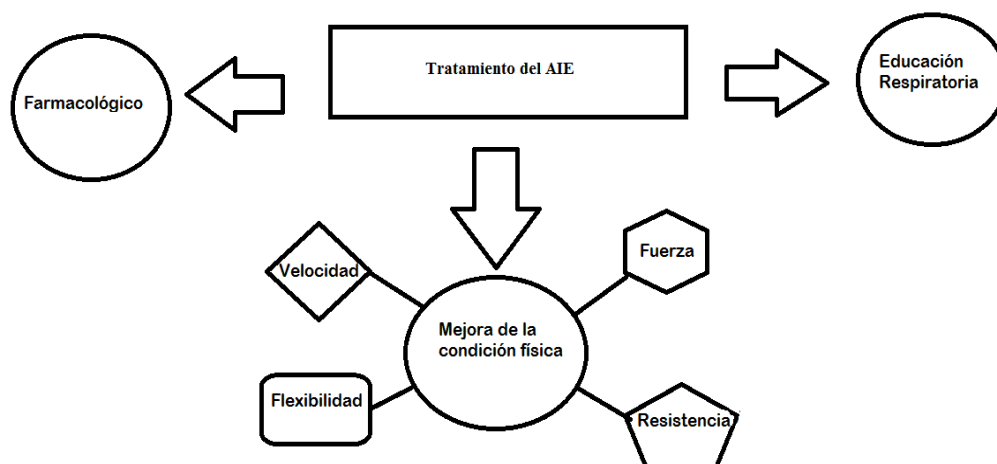 Tratamiento del AIE
Farmacológico
Educación
Respiratoria
Velocidad
Fuerza
Mejora de la
condición física
Flexibilidad
Resistencia